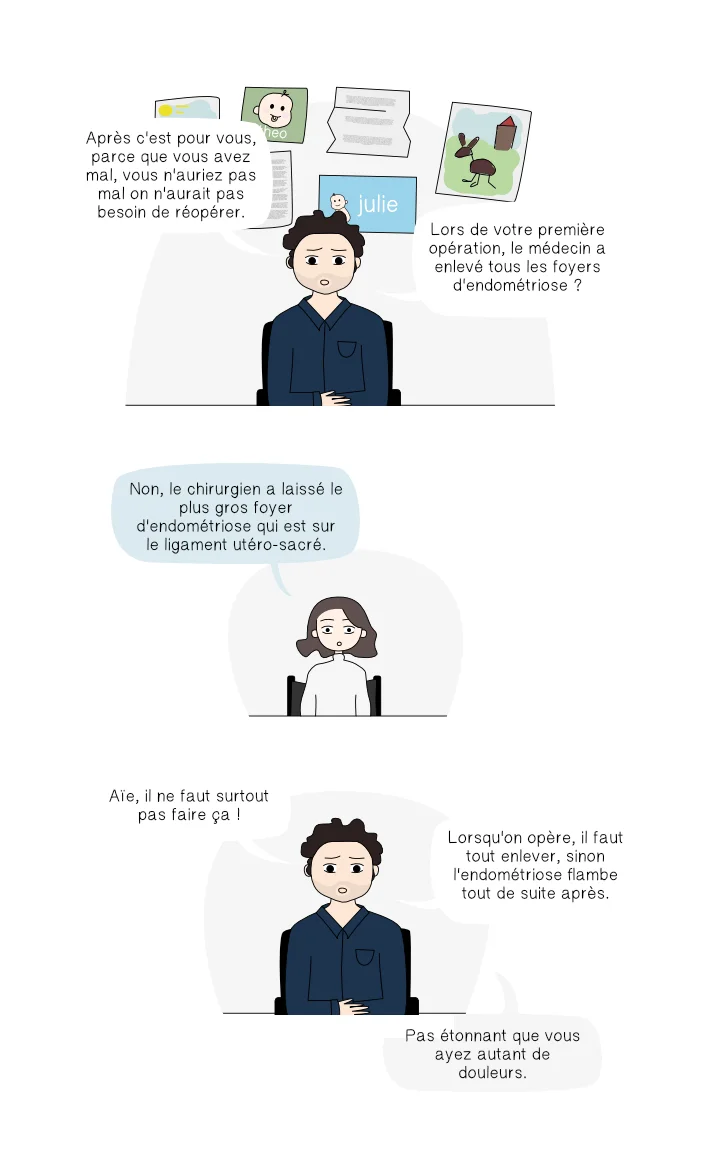 Après c'est pour vous,
parce que vous avez
mal, vous n'auriez pas
mal on n'aurait pas
besoin de réopérer.
heo
julie
Lors de votre première
opération, le médecin a
enlevé tous les foyers
d'endométriose ?
Non, le chirurgien a laissé le
plus gros foyer
d'endométriose qui est sur
le ligament utéro-sacré.
Aïe, il ne faut surtout
pas faire ça !
Lorsqu'on opère, il faut
tout enlever, sinon
l'endométriose flambe
tout de suite après.
Pas étonnant que vous
ayez autant de
douleurs.